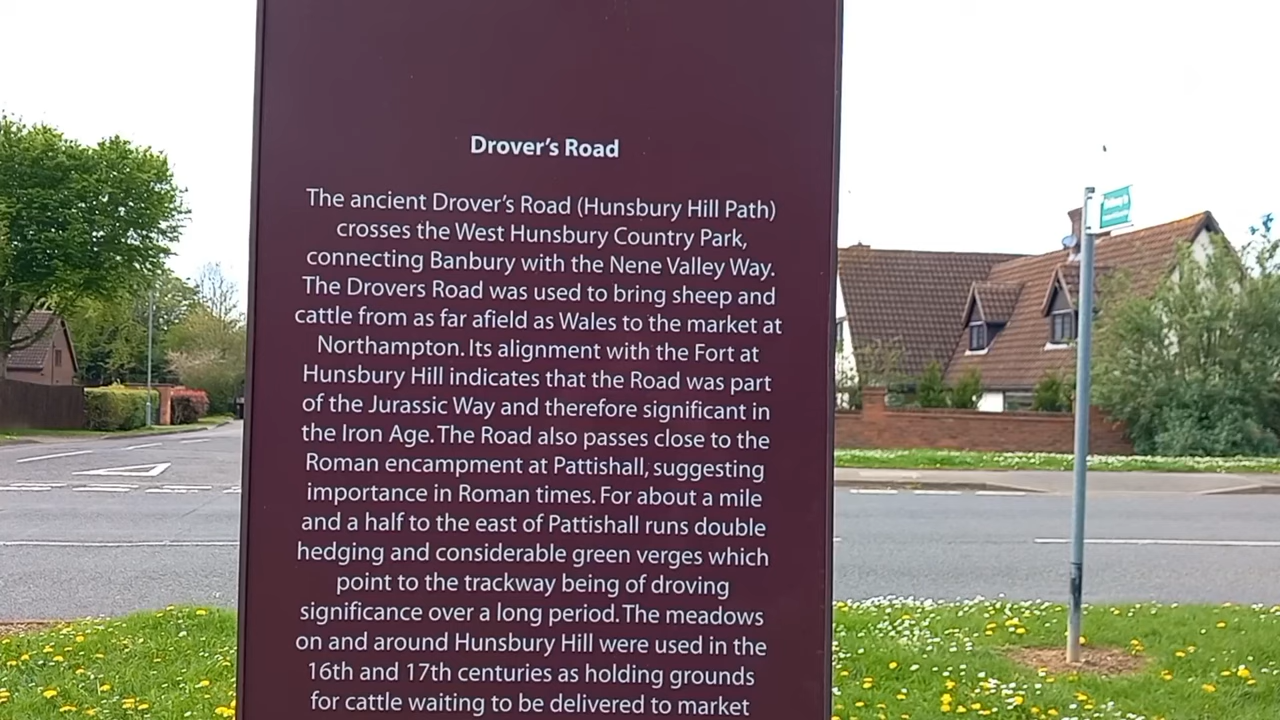 Drover's Road
The ancient Drover's Road (Hunsbury Hill Path)
crosses the West Hunsbury Country Park,
connecting Banbury with the Nene Valley Way.
The Drovers Road was used to bring sheep and
cattle from as far afield as Wales to the market at
Northampton. Its alignment with the Fort at
Hunsbury Hill indicates that the Road was part
of the Jurassic Way and therefore significant in
the Iron Age. The Road also passes close to the
Roman encampment at Pattishall, suggesting
importance in Roman times. For about a mile
and a half to the east of Pattishall runs double
hedging and considerable green verges which
point to the trackway being of droving
significance over a long period. The meadows
on and around Hunsbury Hill were used in the
16th and 17th centuries as holding grounds
for cattle waiting to be delivered to market